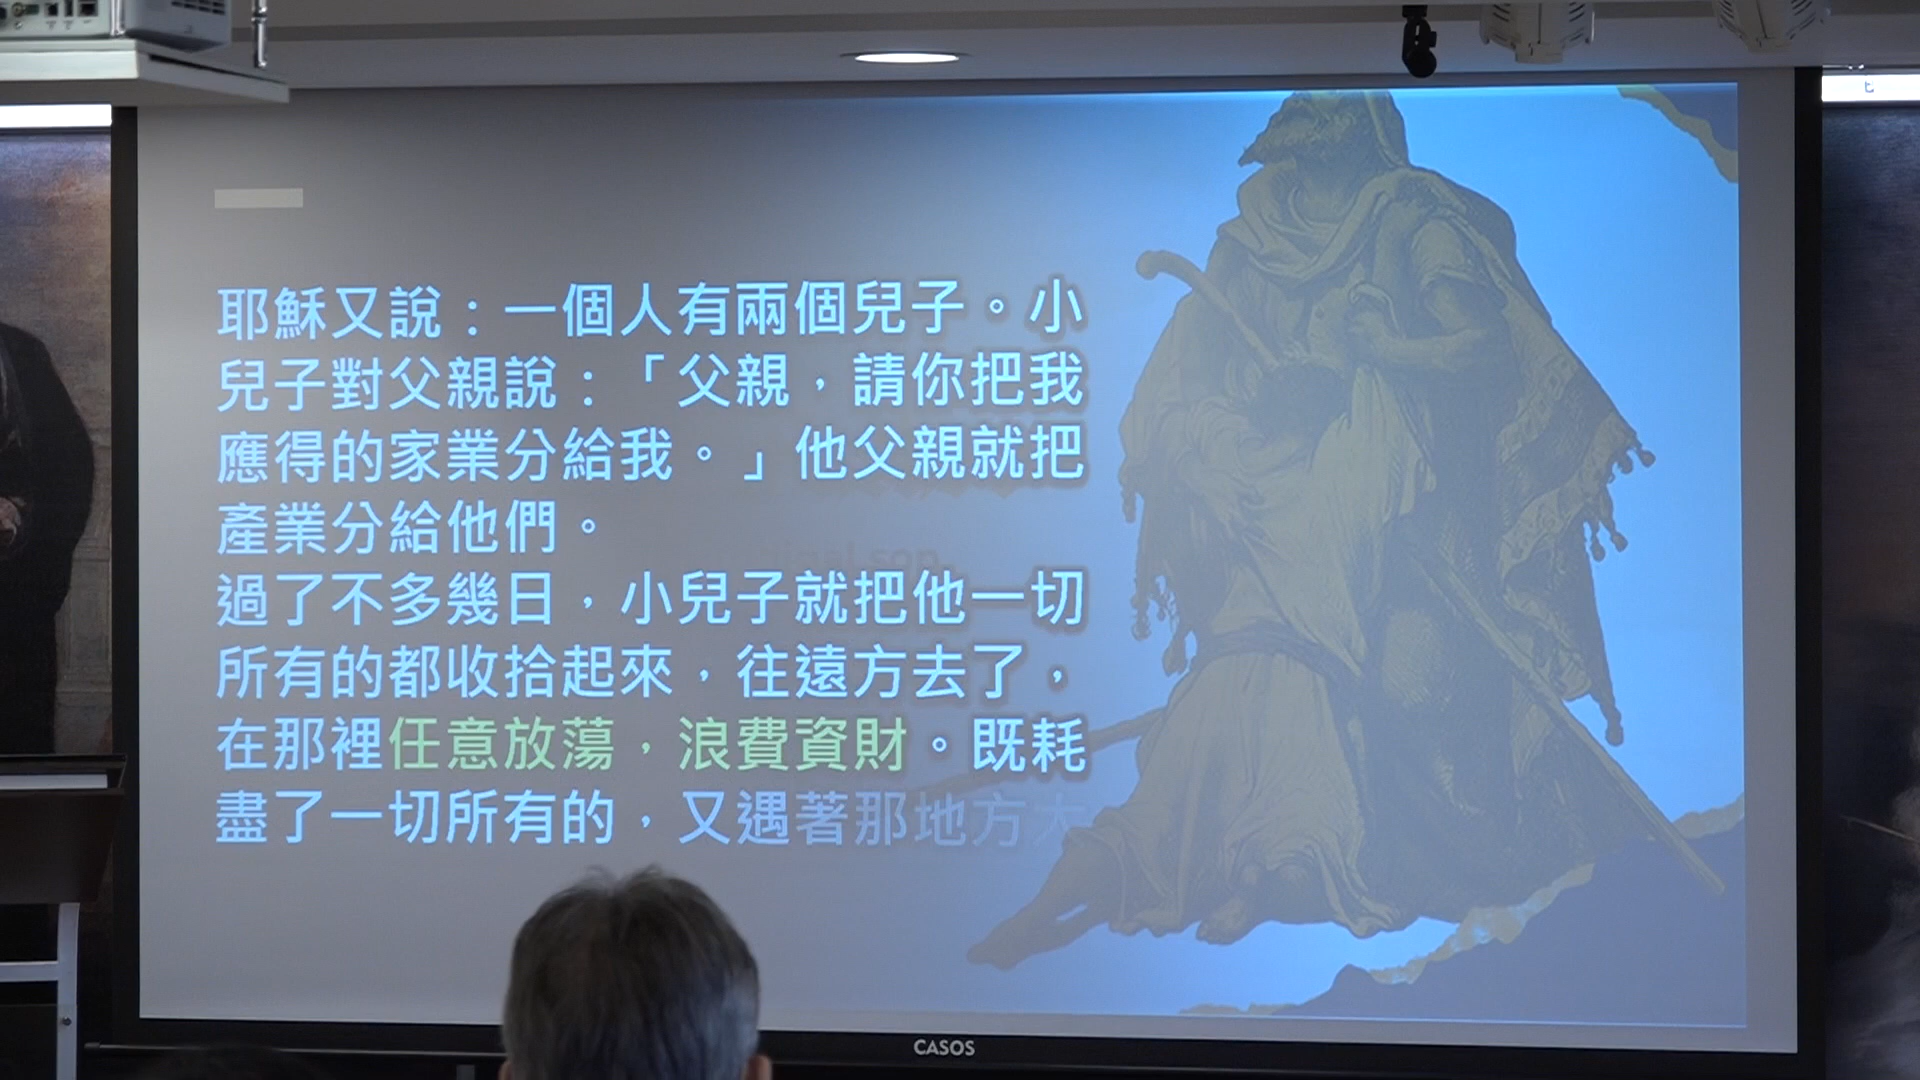 耶穌又說：一個人有兩個兒子。小
兒子對父親說：「父親，請你把我
應得的家業分給我。」他父親就把
產業分給他們。
過了不多幾日，小兒子就把他一切
所有的都收拾起來，往遠方去了，
在那裡任意放蕩，浪費資財。既耗
盡了一切所有的，又遇著那地方大
CASOS